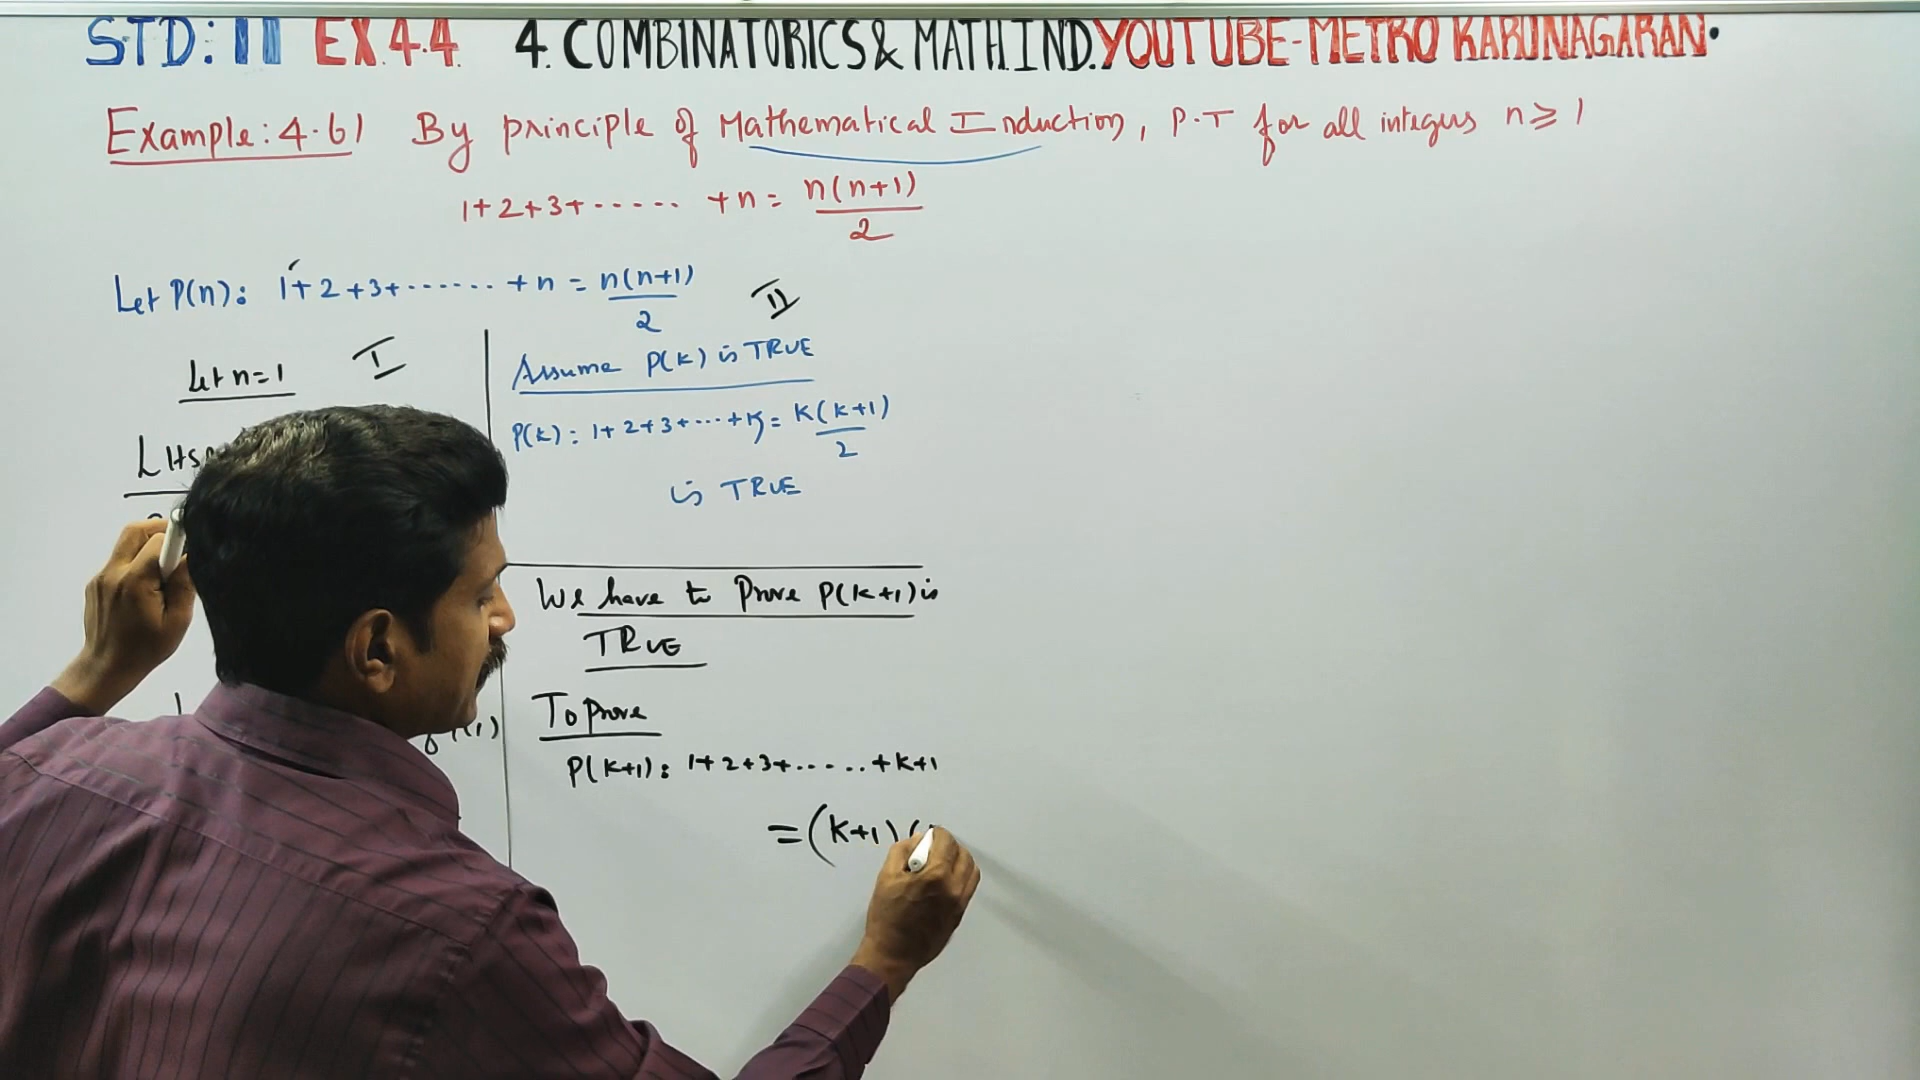 STD: 11 EX.4.4. 4. COMBINATORICS & MATH.IND. YOUTUBE-METRO KARUNAGARAN.
Example: 4.61 By principle of Mathematical Induction, P.T for all integers n ≥ 1
1+2+3+...... +n = n(n+1)/2
Let P(n): 1+2+3+....... +n = n(n+1)/2
Let n=1 I
LHS
II
Assume P(k) is TRUE
P(k): 1+2+3+...+k = k(k+1)/2
is TRUE
We have to Prove P(k+1) is
TRUE
To prove
P(k+1): 1+2+3+......+k+1
= (k+1)(